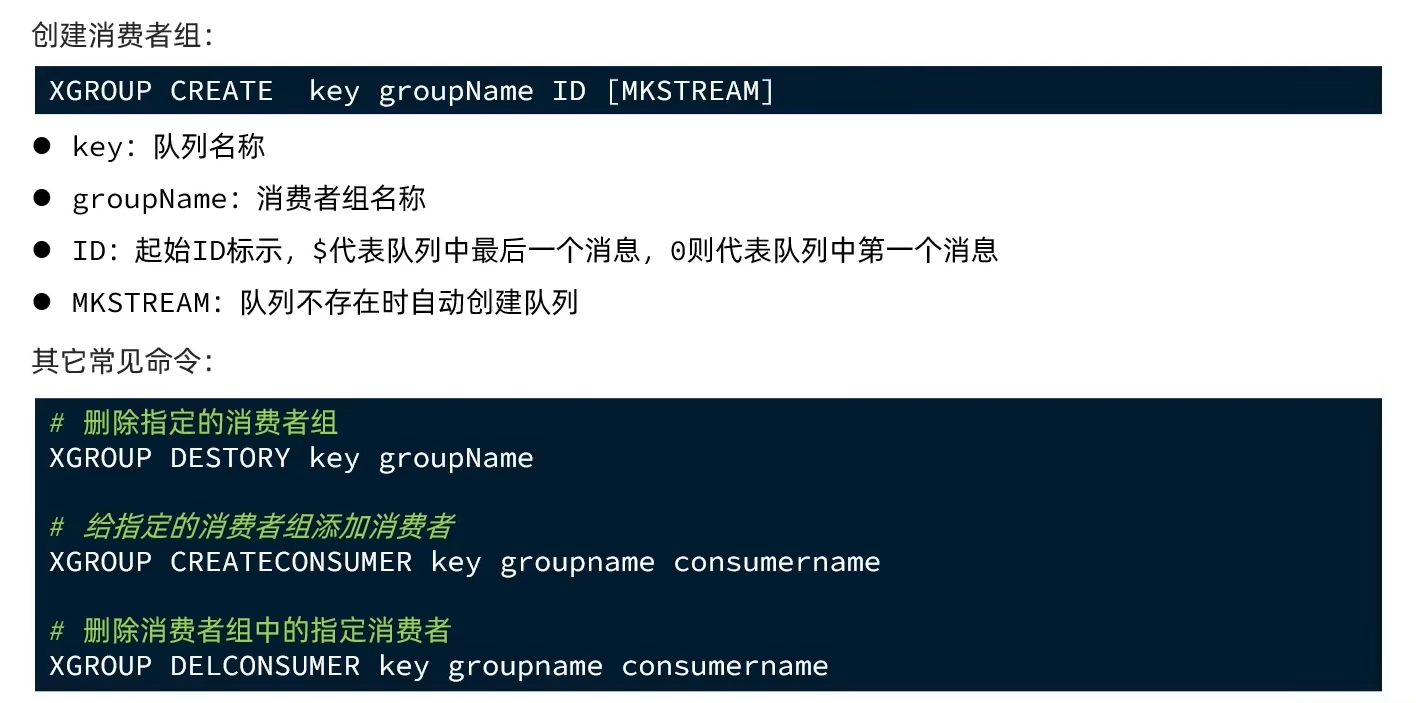 创建消费者组：
XGROUP CREATE  key groupName ID [MKSTREAM]
● key：队列名称
● groupName：消费者组名称
● ID：起始ID标示，$代表队列中最后一个消息，0则代表队列中第一个消息
● MKSTREAM：队列不存在时自动创建队列
其它常见命令：
# 删除指定的消费者组
XGROUP DESTORY key groupName
# 给指定的消费者组添加消费者
XGROUP CREATECONSUMER key groupname consumername
# 删除消费者组中的指定消费者
XGROUP DELCONSUMER key groupname consumername